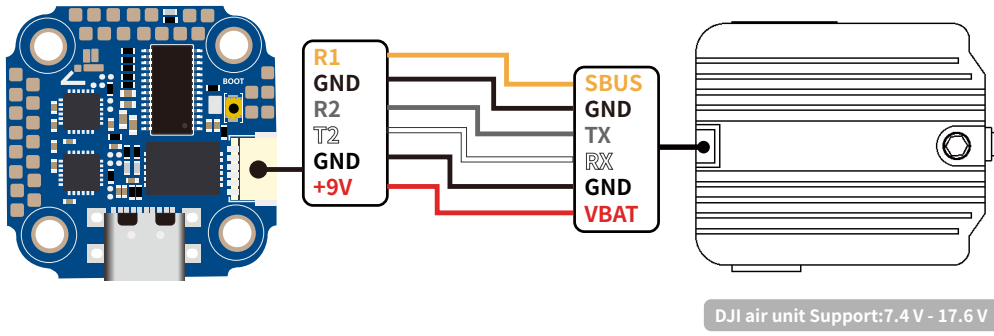 BOOT
R1
GND
R2
T2
GND
+9V
SBUS
GND
TX
RX
GND
VBAT
DJI air unit Support:7.4 V - 17.6 V